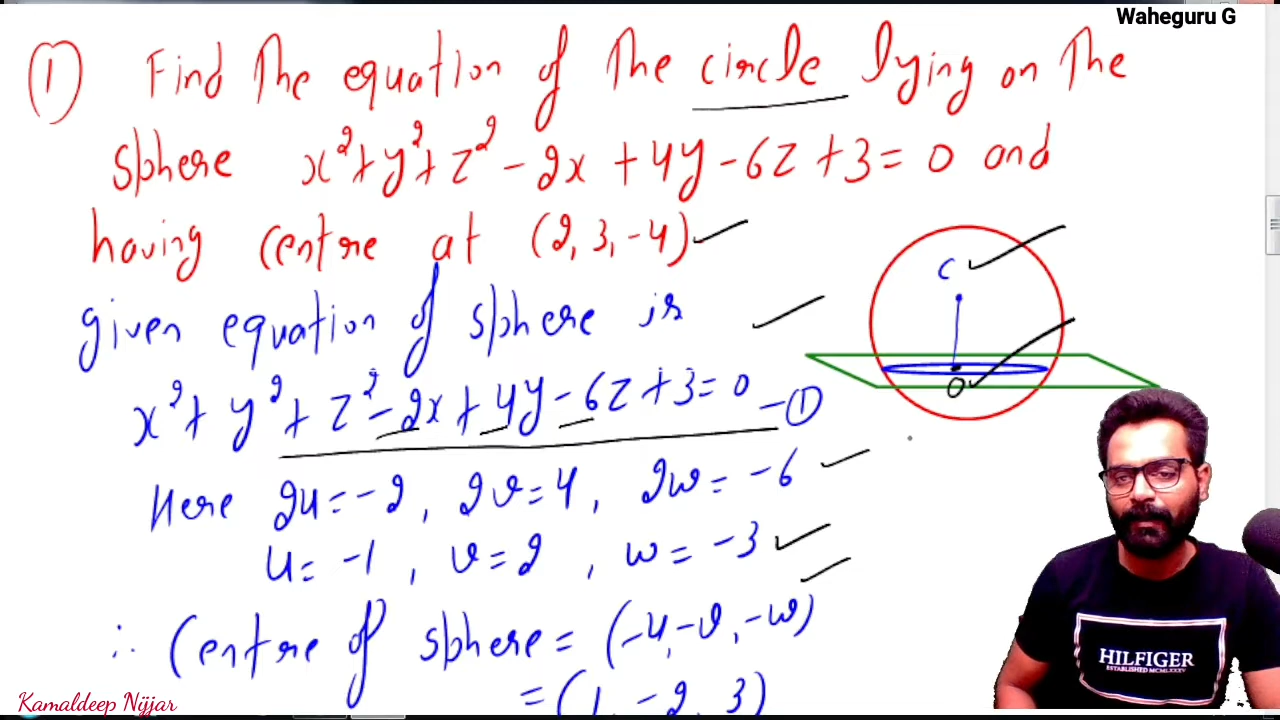 Waheguru G
① Find the equation of the circle lying on the
sphere x²+y²+z²-2x+4y-6z+3=0 and
having centre at (2,3,-4)
given equation of sphere is
x²+y²+z²-2x+4y-6z+3=0 -①
Here 2u=-2, 2v=4, 2w=-6
u=-1, v=2, w=-3
∴ Centre of sphere = (-u,-v,-w)
= (1,-2,3)
C
O
HILFIGER
ESTABLISHED MCMLXXXV
Kamaldeep Nijjar